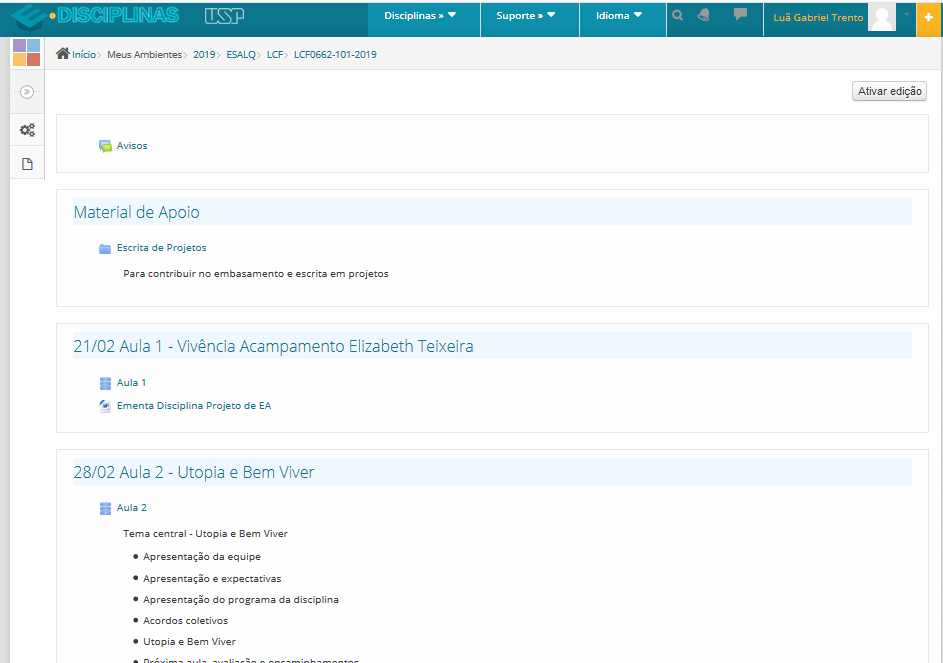 DISCIPLINAS USP Disciplinas » Suporte » Idioma Luã Gabriel Trento
Início Meus Ambientes 2019 ESALQ LCF LCF0662-101-2019
Ativar edição
Avisos
Material de Apoio
Escrita de Projetos
Para contribuir no embasamento e escrita em projetos
21/02 Aula 1 - Vivência Acampamento Elizabeth Teixeira
Aula 1
Ementa Disciplina Projeto de EA
28/02 Aula 2 - Utopia e Bem Viver
Aula 2
Tema central - Utopia e Bem Viver
Apresentação da equipe
Apresentação e expectativas
Apresentação do programa da disciplina
Acordos coletivos
Utopia e Bem Viver
Próxima aula, avaliação e encaminhamentos